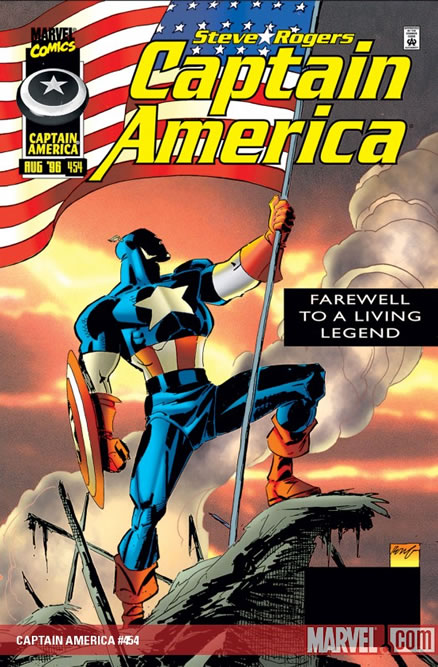 MARVEL
COMICS
CAPTAIN
AMERICA
AUG '96 454
Steve Rogers
Captain
America
FAREWELL
TO A LIVING
LEGEND
CAPTAIN AMERICA #454
MARVEL.com